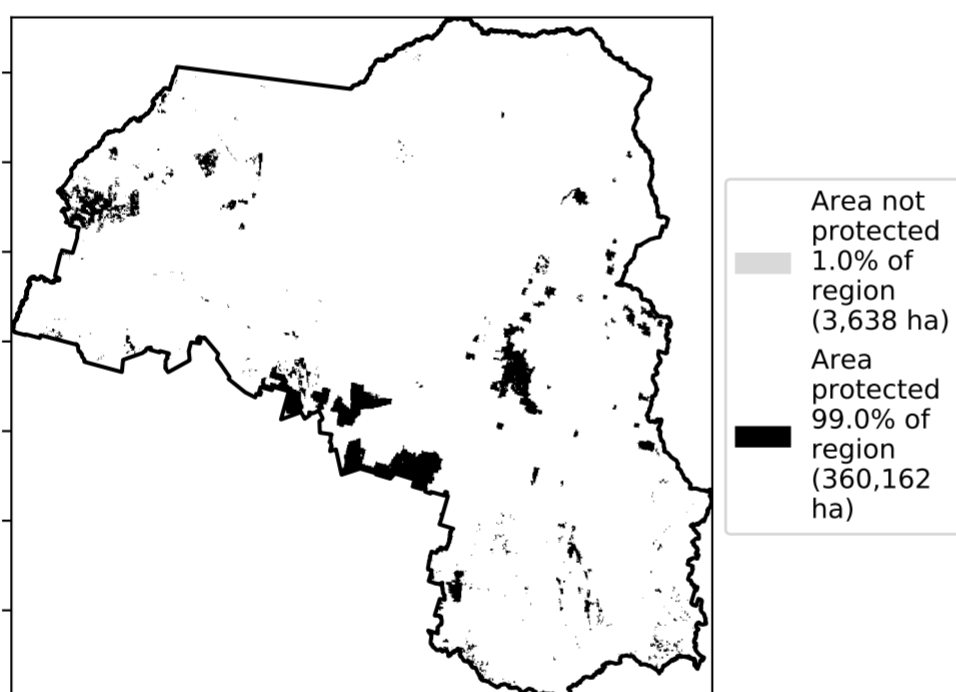 Area not
protected
1.0% of
region
(3,638 ha)
Area
protected
99.0% of
region
(360,162
ha)